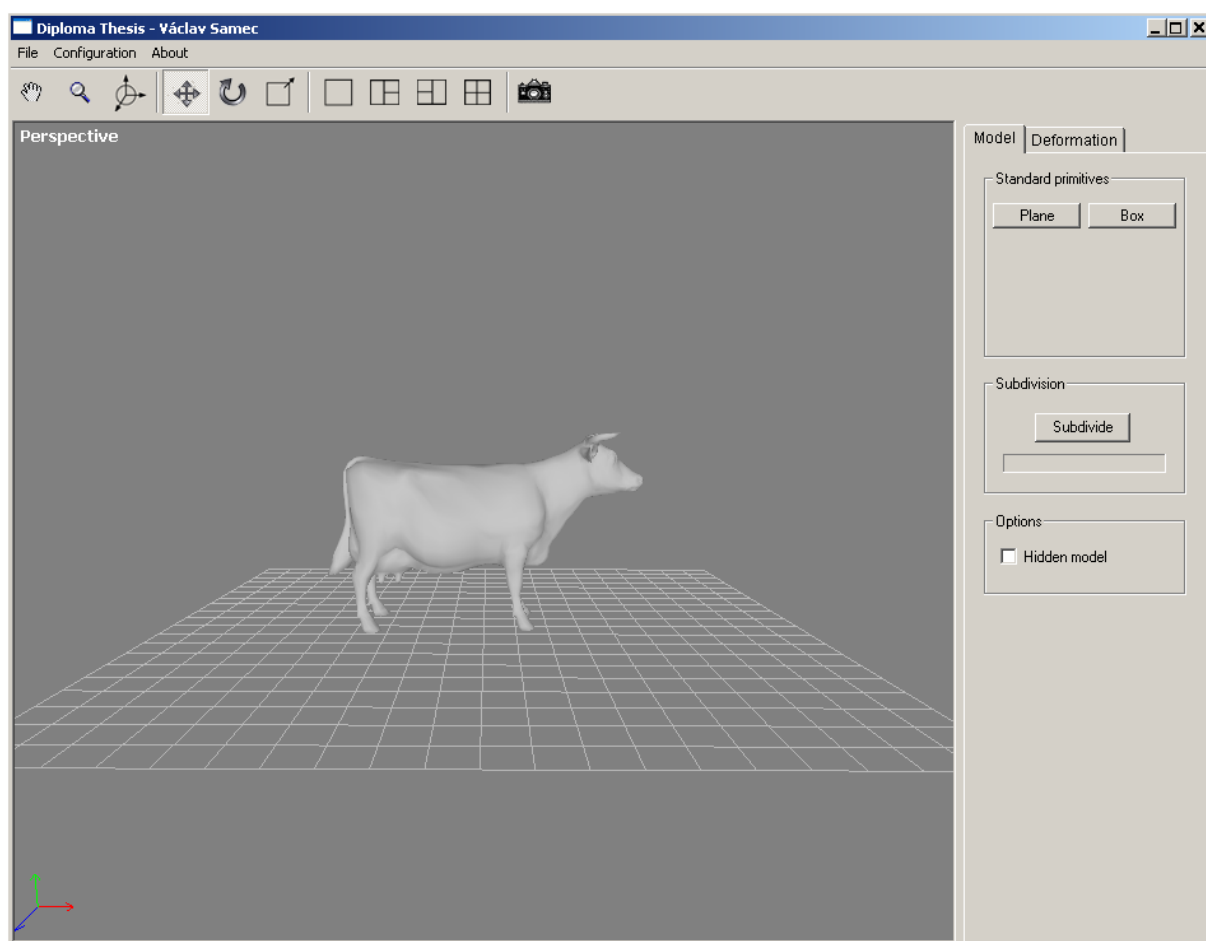 Diploma Thesis - Václav Samec
File Configuration About
Perspective
Model Deformation
Standard primitives
Plane Box
Subdivision
Subdivide
Options
Hidden model